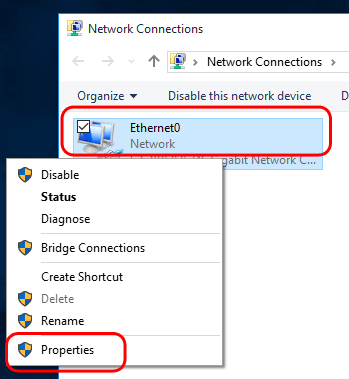 Network Connections
Network Connections
Organize
Disable this network device
Diagnose
Ethernet0
Network
Gigabit Network C...
Disable
Status
Diagnose
Bridge Connections
Create Shortcut
Delete
Rename
Properties